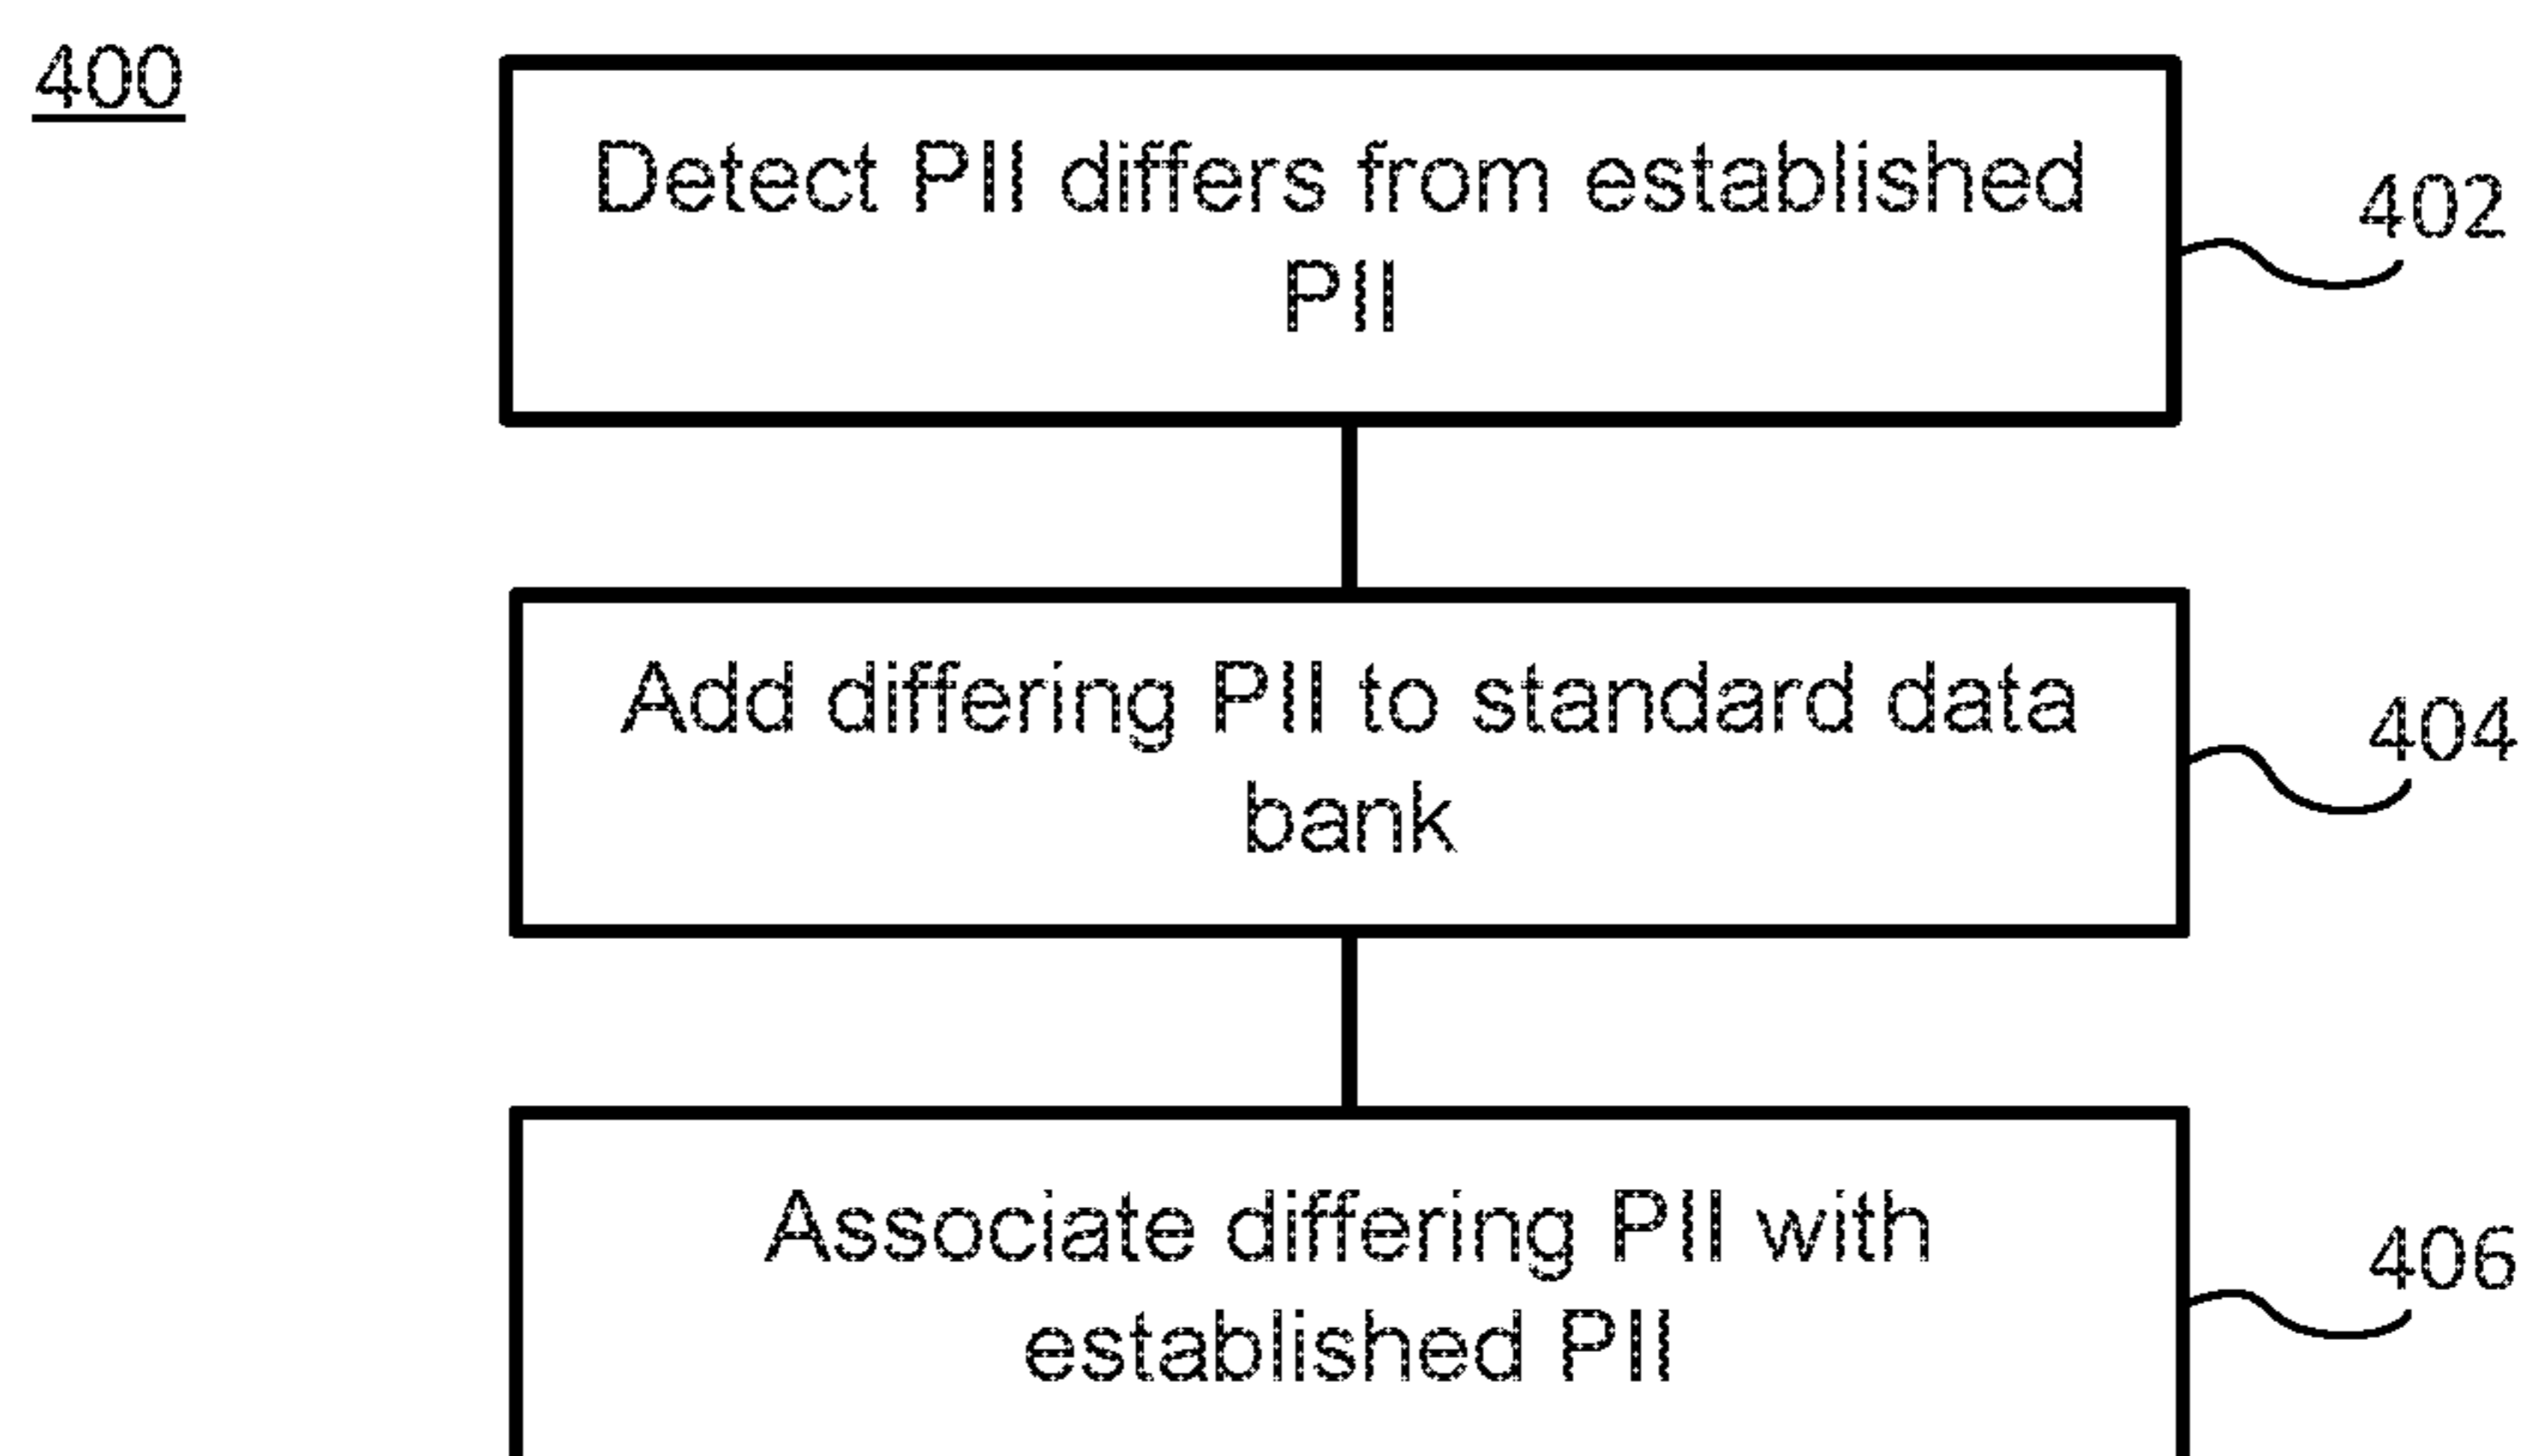 400
Detect PII differs from established
PII
402
Add differing PII to standard data
bank
404
Associate differing PII with
established PII
406